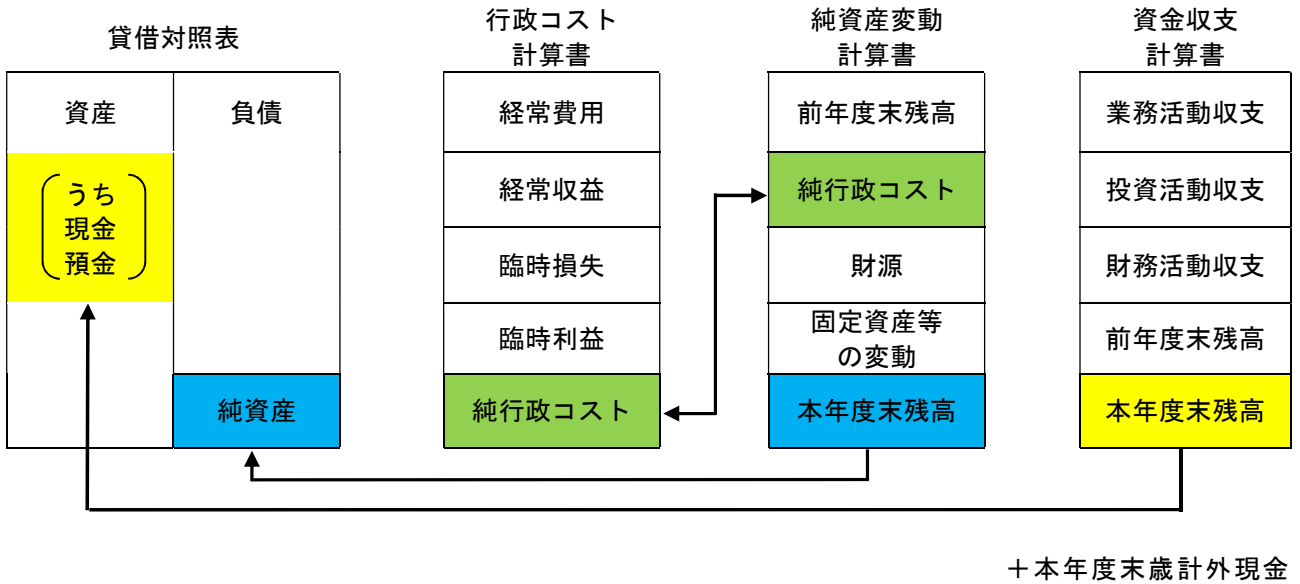 貸借対照表
資産
負債
うち
現金
預金
純資産
行政コスト
計算書
経常費用
経常収益
臨時損失
臨時利益
純行政コスト
純資産変動
計算書
前年度末残高
純行政コスト
財源
固定資産等
の変動
本年度末残高
資金収支
計算書
業務活動収支
投資活動収支
財務活動収支
前年度末残高
本年度末残高
＋本年度末歳計外現金